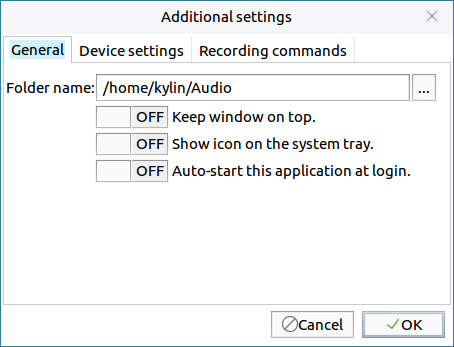 Additional settings
General Device settings Recording commands
Folder name: /home/kylin/Audio ...
OFF Keep window on top.
OFF Show icon on the system tray.
OFF Auto-start this application at login.
Cancel OK